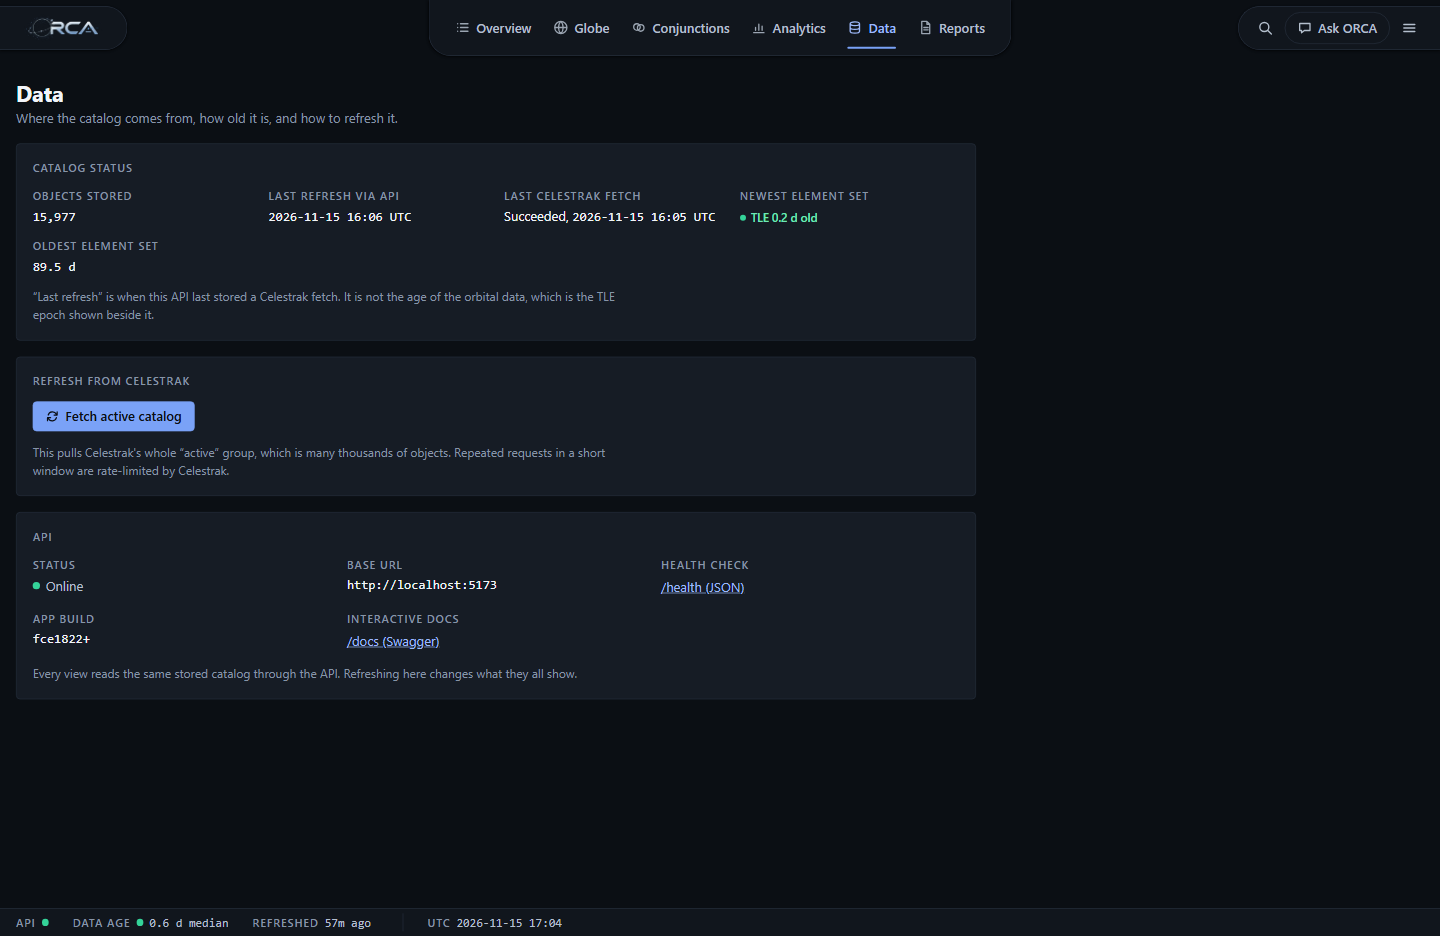 ORCA
Overview
Globe
Conjunctions
Analytics
Data
Reports
Ask ORCA
Data
Where the catalog comes from, how old it is, and how to refresh it.
CATALOG STATUS
OBJECTS STORED
15,977
LAST REFRESH VIA API
2026-11-15 16:06 UTC
LAST CELESTRAK FETCH
Succeeded, 2026-11-15 16:05 UTC
NEWEST ELEMENT SET
TLE 0.2 d old
OLDEST ELEMENT SET
89.5 d
“Last refresh” is when this API last stored a Celestrak fetch. It is not the age of the orbital data, which is the TLE
epoch shown beside it.
REFRESH FROM CELESTRAK
Fetch active catalog
This pulls Celestrak's whole “active” group, which is many thousands of objects. Repeated requests in a short
window are rate-limited by Celestrak.
API
STATUS
Online
BASE URL
http://localhost:5173
HEALTH CHECK
/health (JSON)
APP BUILD
fce1822+
INTERACTIVE DOCS
/docs (Swagger)
Every view reads the same stored catalog through the API. Refreshing here changes what they all show.
API
DATA AGE 0.6 d median
REFRESHED 57m ago
UTC 2026-11-15 17:04